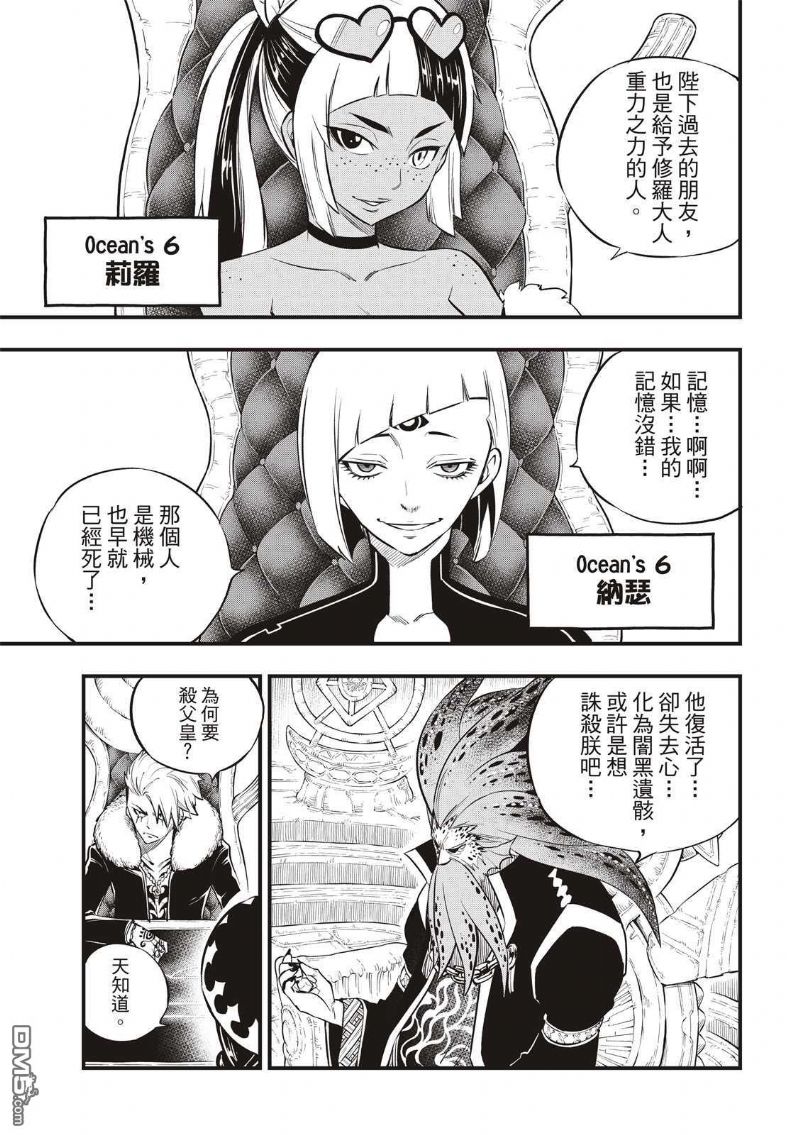 陛下過去的朋友，
也是給予修羅大人
重力之力的人。
Ocean's 6
莉羅
記憶…啊啊…
如果…我的
記憶沒錯…
Ocean's 6
納瑟
那個人
是機械，
也早就
已經死了…
他復活了…
卻失去心…
化為闇黑遺骸，
或許是想
誅殺朕吧…
為何要
殺父皇？
天知道。
DM5.com